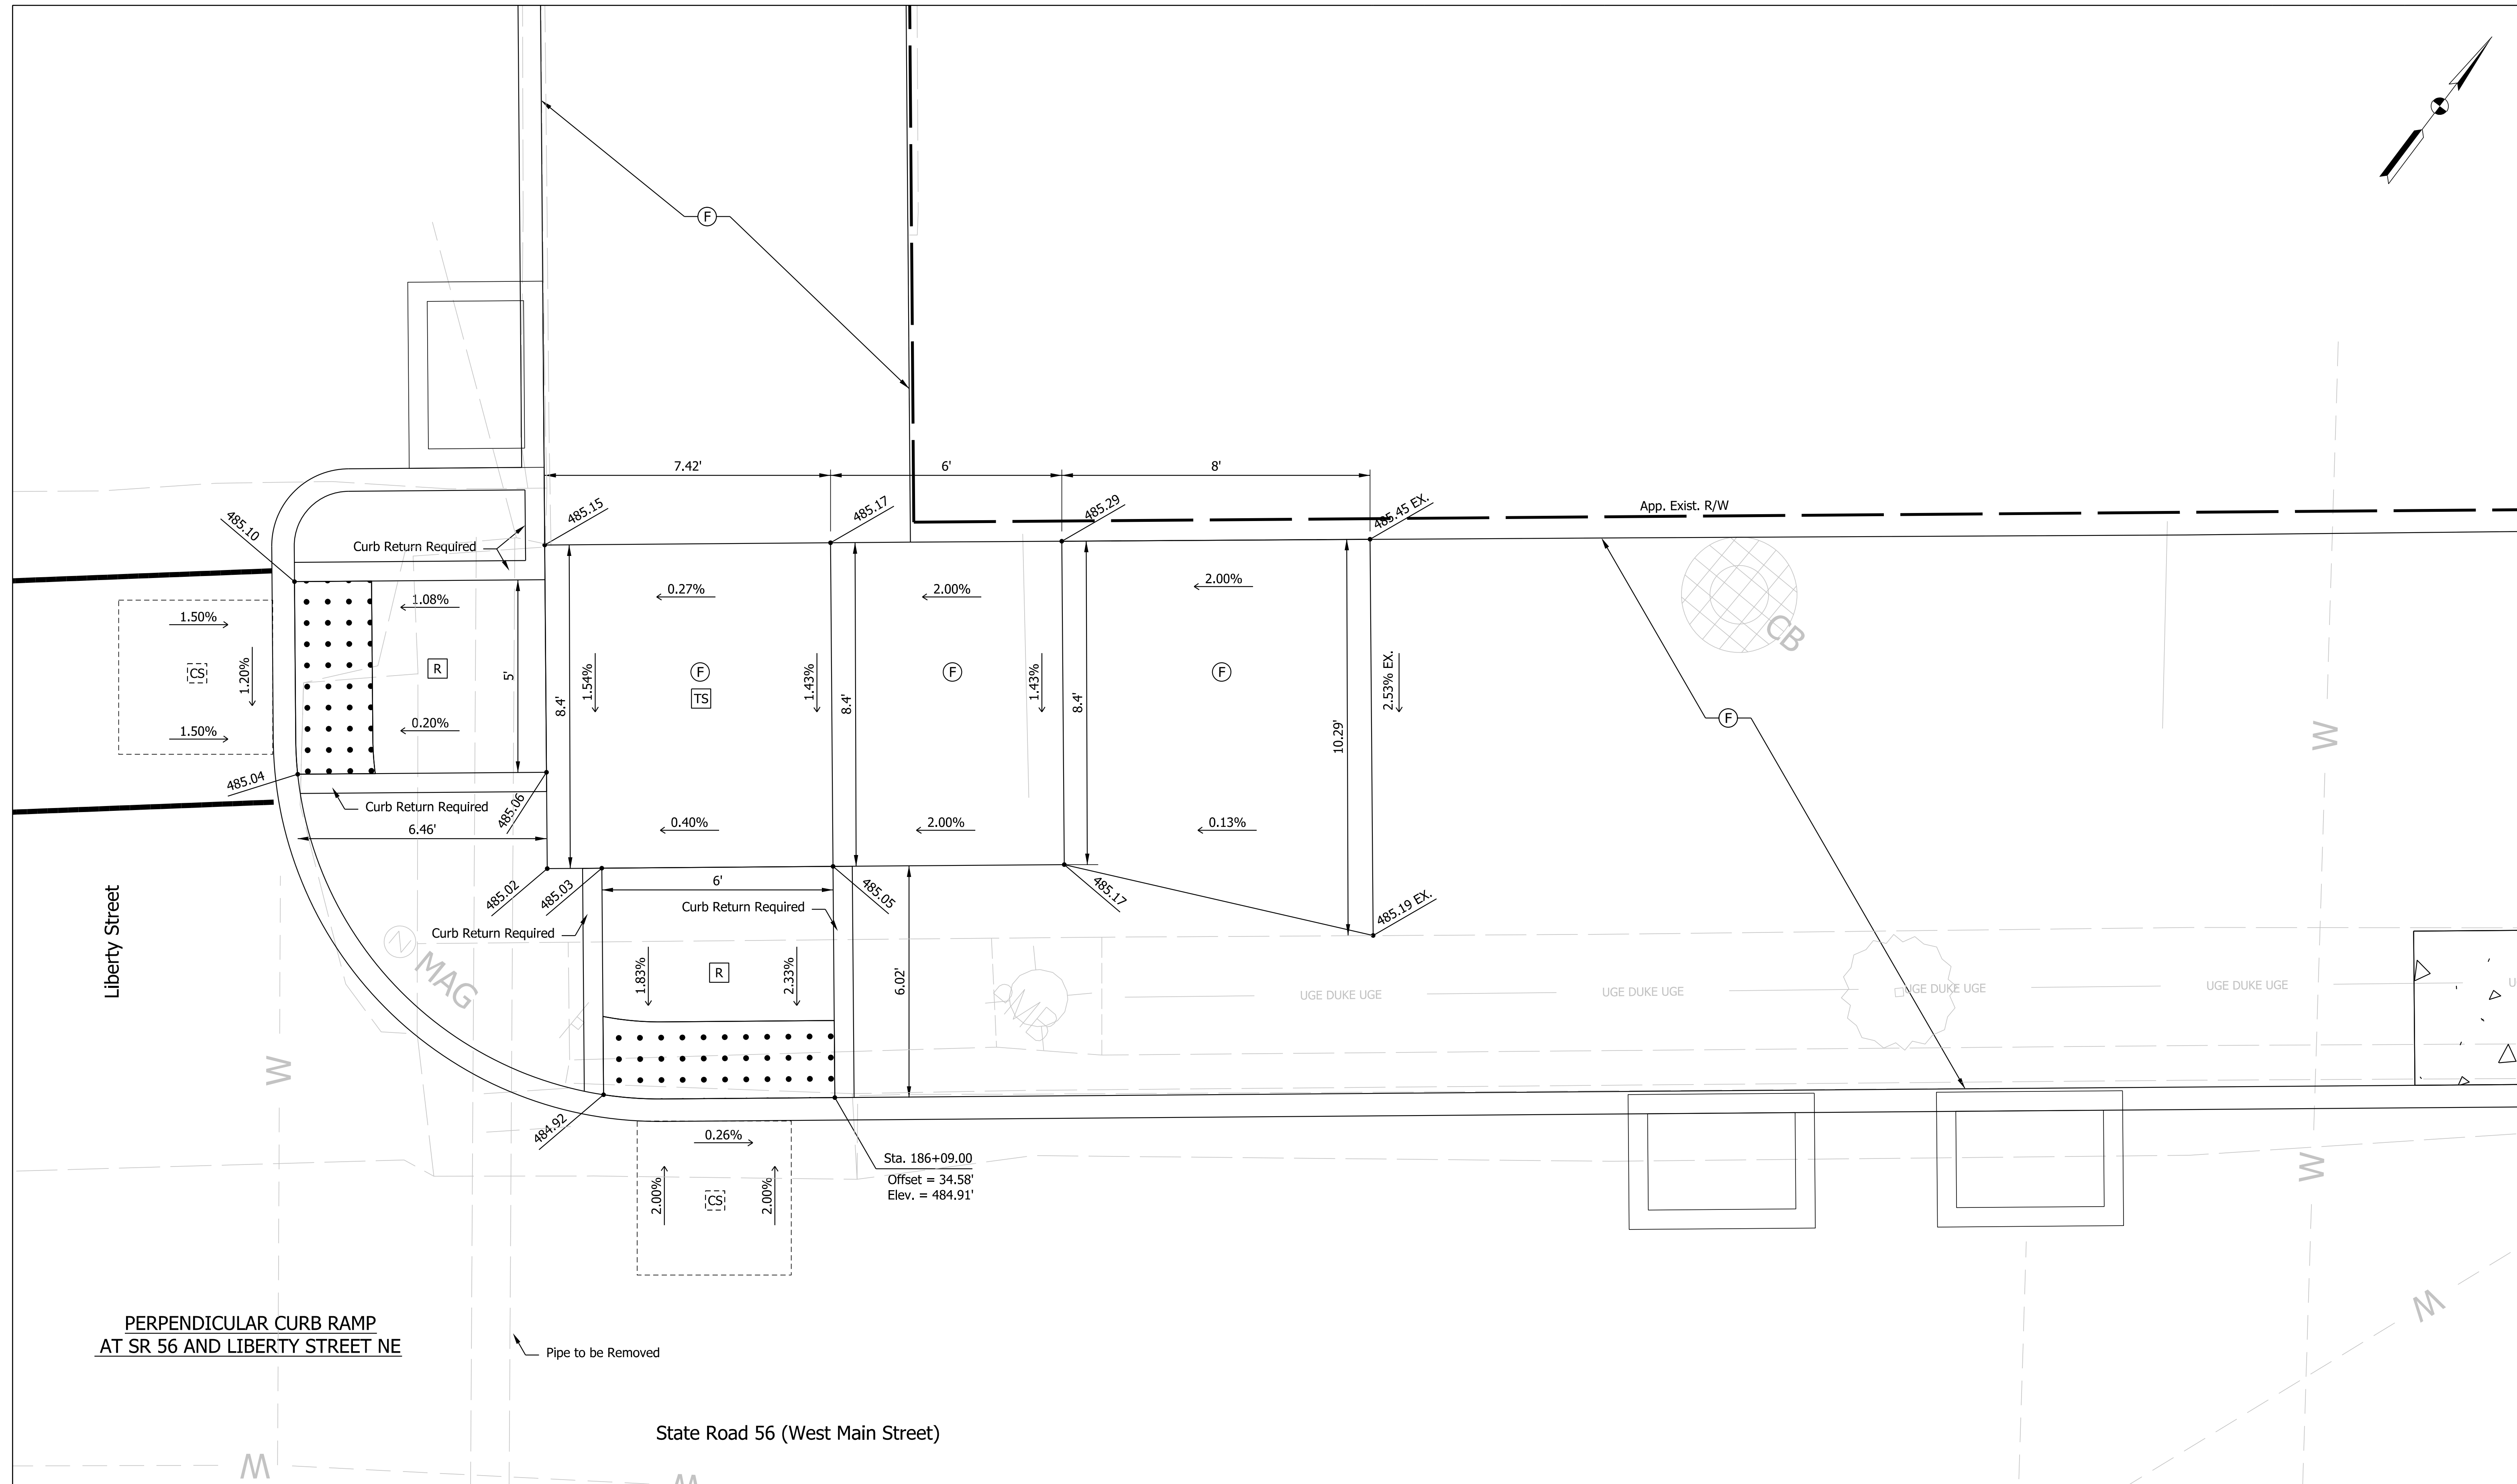 F
7.42'
6'
8'
485.15
485.17
485.29
485.45 EX.
App. Exist. R/W
485.10
Curb Return Required
CB
1.50%
1.08%
0.27%
2.00%
2.00%
CS
1.20%
R
5'
8.4'
1.54%
F
TS
1.43%
8.4'
F
1.43%
8.4'
F
10.29'
2.53% EX.
F
W
1.50%
0.20%
485.04
Curb Return Required
485.06
6.46'
0.40%
2.00%
0.13%
485.02
485.03
6'
485.05
485.17
485.19 EX.
Curb Return Required
Curb Return Required
Liberty Street
N
MAG
1.83%
R
2.33%
6.02'
PMP
UGE DUKE UGE
UGE DUKE UGE
UGE DUKE UGE
UGE DUKE UGE
U
W
484.92
0.26%
Sta. 186+09.00
Offset = 34.58'
Elev. = 484.91'
2.00%
CS
2.00%
W
W
PERPENDICULAR CURB RAMP
AT SR 56 AND LIBERTY STREET NE
Pipe to be Removed
State Road 56 (West Main Street)
W
W